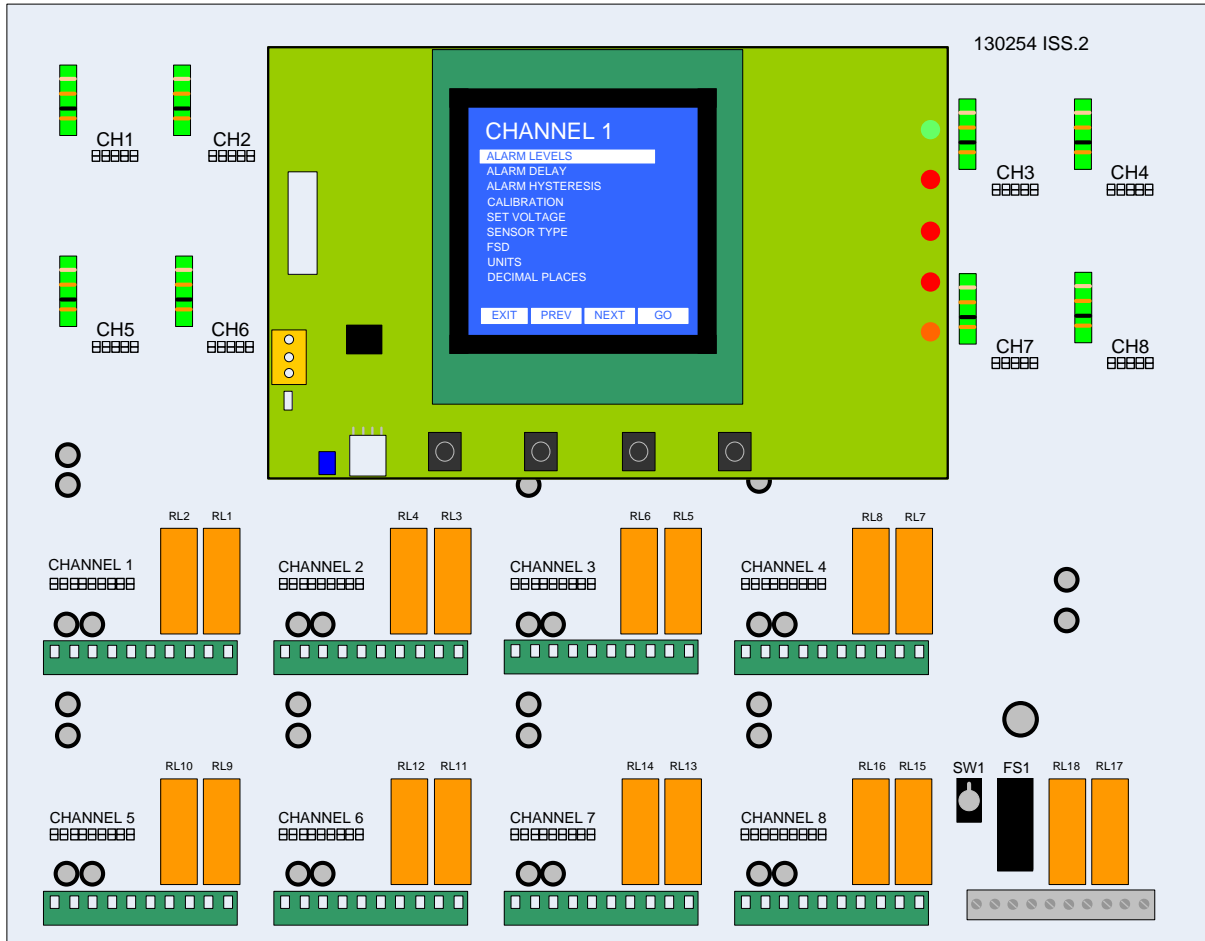 130254 ISS.2
CH1
CH2
CHANNEL 1
ALARM LEVELS
ALARM DELAY
ALARM HYSTERESIS
CALIBRATION
SET VOLTAGE
SENSOR TYPE
FSD
UNITS
DECIMAL PLACES
EXIT PREV NEXT GO
CH3
CH4
CH5
CH6
CH7
CH8
RL2 RL1
RL4 RL3
RL6 RL5
RL8 RL7
CHANNEL 1
CHANNEL 2
CHANNEL 3
CHANNEL 4
RL10 RL9
RL12 RL11
RL14 RL13
RL16 RL15
SW1 FS1 RL18 RL17
CHANNEL 5
CHANNEL 6
CHANNEL 7
CHANNEL 8